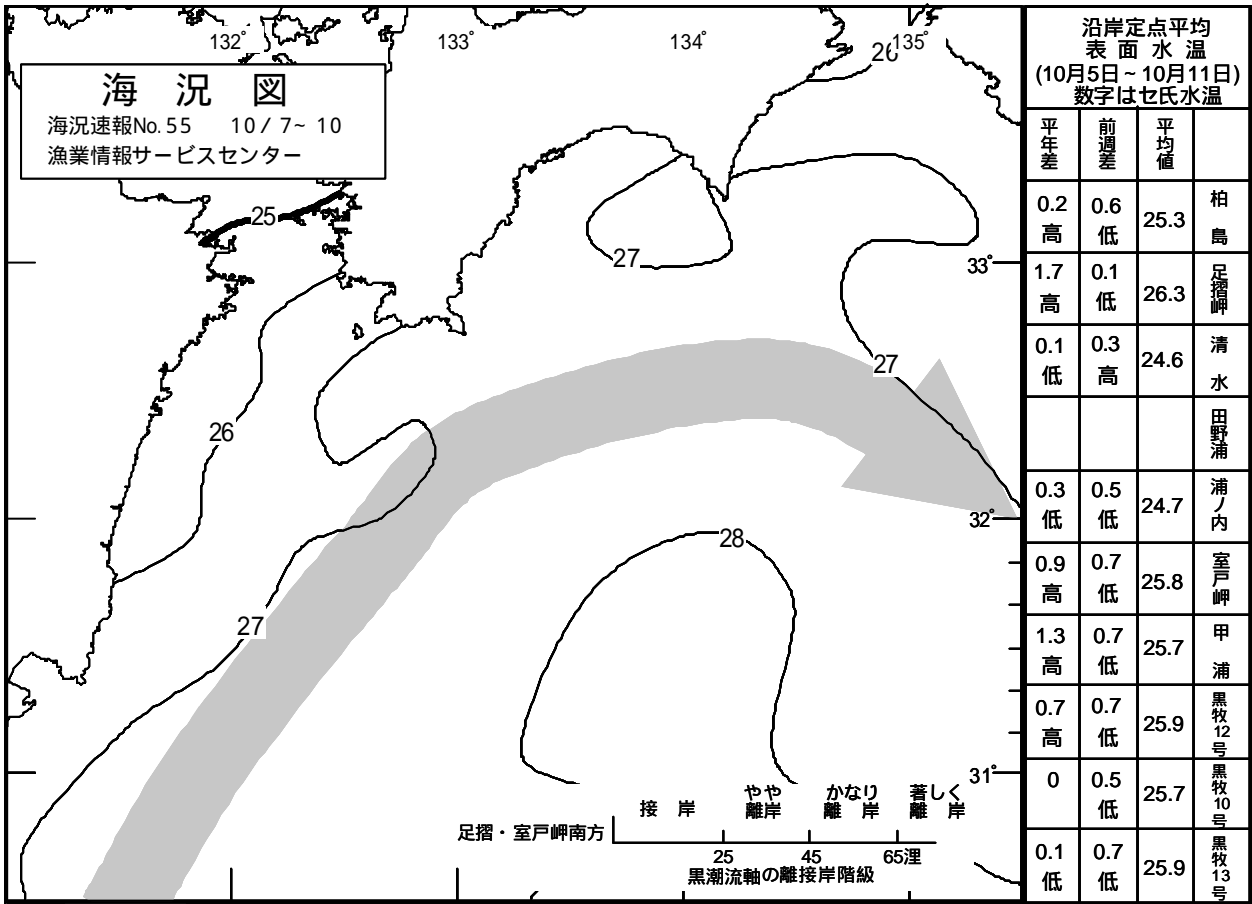 132°
133°
134°
135°
海況図
海況速報No.55 10/7~10
漁業情報サービスセンター
26
25
27
33°
27
26
32°
28
27
31°
接岸
やや離岸
かなり離岸
著しく離岸
足摺・室戸岬南方
25 45 65浬
黒潮流軸の離接岸階級
沿岸定点平均
表面水温
(10月5日~10月11日)
数字はセ氏水温
平年差 前週差 平均値
0.2高 0.6低 25.3 柏島
1.7高 0.1低 26.3 足摺岬
0.1低 0.3高 24.6 清水
田野浦
0.3低 0.5低 24.7 浦ノ内
0.9高 0.7低 25.8 室戸岬
1.3高 0.7低 25.7 甲浦
0.7高 0.7低 25.9 黒牧12号
0 0.5低 25.7 黒牧10号
0.1低 0.7低 25.9 黒牧13号